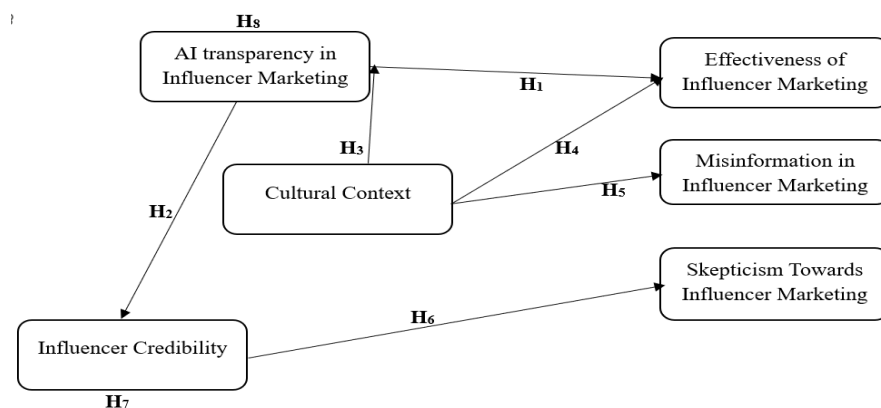 H₈
AI transparency in
Influencer Marketing
Effectiveness of
Influencer Marketing
H₁
H₃
H₄
Cultural Context
Misinformation in
Influencer Marketing
H₅
H₂
Skepticism Towards
Influencer Marketing
H₆
Influencer Credibility
H₇